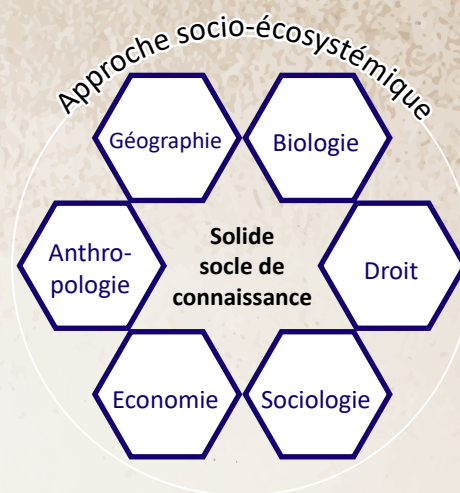 Approche socio-écosystémique
Géographie
Biologie
Solide
socle de
connaissance
Anthro-
pologie
Droit
Economie
Sociologie